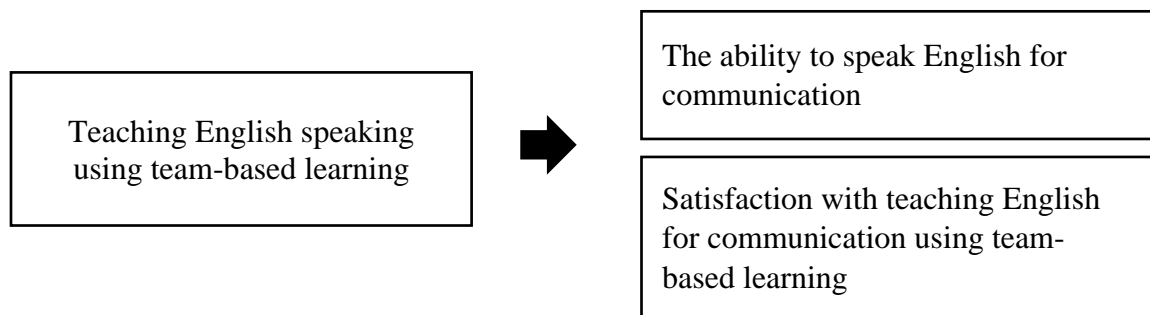 Teaching English speaking
using team-based learning
The ability to speak English for
communication
Satisfaction with teaching English
for communication using team-
based learning